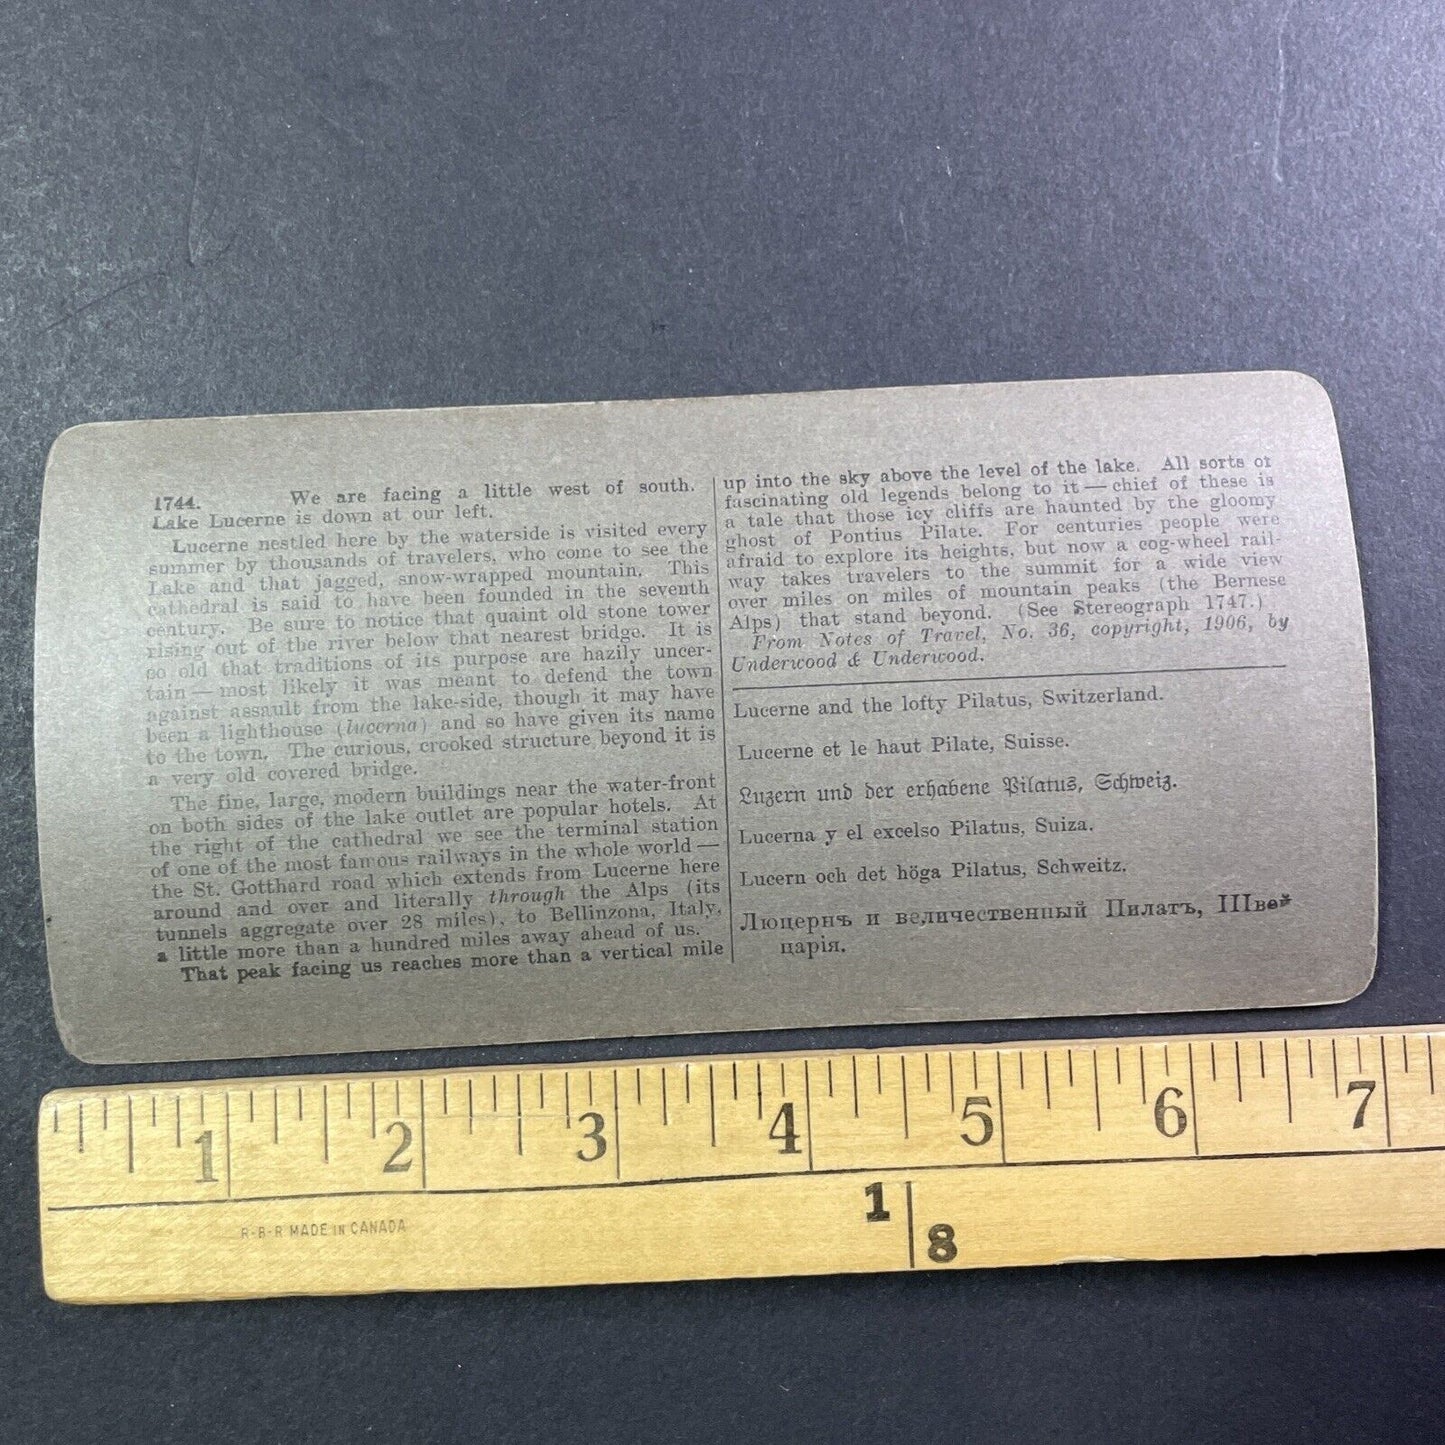 1744. We are facing a little west of south.
Lake Lucerne is down at our left.
Lucerne nestled here by the waterside is visited every
summer by thousands of travelers, who come to see the
Lake and that jagged, snow-wrapped mountain. This
cathedral is said to have been founded in the seventh
century. Be sure to notice that quaint old stone tower
rising out of the river below that nearest bridge. It is
so old that traditions of its purpose are hazily uncer-
tain — most likely it was meant to defend the town
against assault from the lake-side, though it may have
been a lighthouse (lucerna) and so have given its name
to the town. The curious, crooked structure beyond it is
a very old covered bridge.
The fine, large, modern buildings near the water-front
on both sides of the lake outlet are popular hotels. At
the right of the cathedral we see the terminal station
of one of the most famous railways in the whole world —
the St. Gotthard road which extends from Lucerne here
around and over and literally through the Alps (its
tunnels aggregate over 28 miles), to Bellinzona, Italy,
a little more than a hundred miles away ahead of us.
That peak facing us reaches more than a vertical mile
up into the sky above the level of the lake. All sorts of
fascinating old legends belong to it — chief of these is
a tale that those icy cliffs are haunted by the gloomy
ghost of Pontius Pilate. For centuries people were
afraid to explore its heights, but now a cog-wheel rail-
way takes travelers to the summit for a wide view
over miles on miles of mountain peaks (the Bernese
Alps) that stand beyond. (See Stereograph 1747.)
From Notes of Travel, No. 36, copyright, 1906, by
Underwood & Underwood.
Lucerne and the lofty Pilatus, Switzerland.
Lucerne et le haut Pilate, Suisse.
Luzern und der erhabene Pilatus, Schweiz.
Lucerna y el excelso Pilatus, Suiza.
Lucern och det höga Pilatus, Schweitz.
Люцернъ и величественный Пилатъ, Швей
царія.
1 2 3 4 5 6 7
R-B-R MADE IN CANADA
1
8